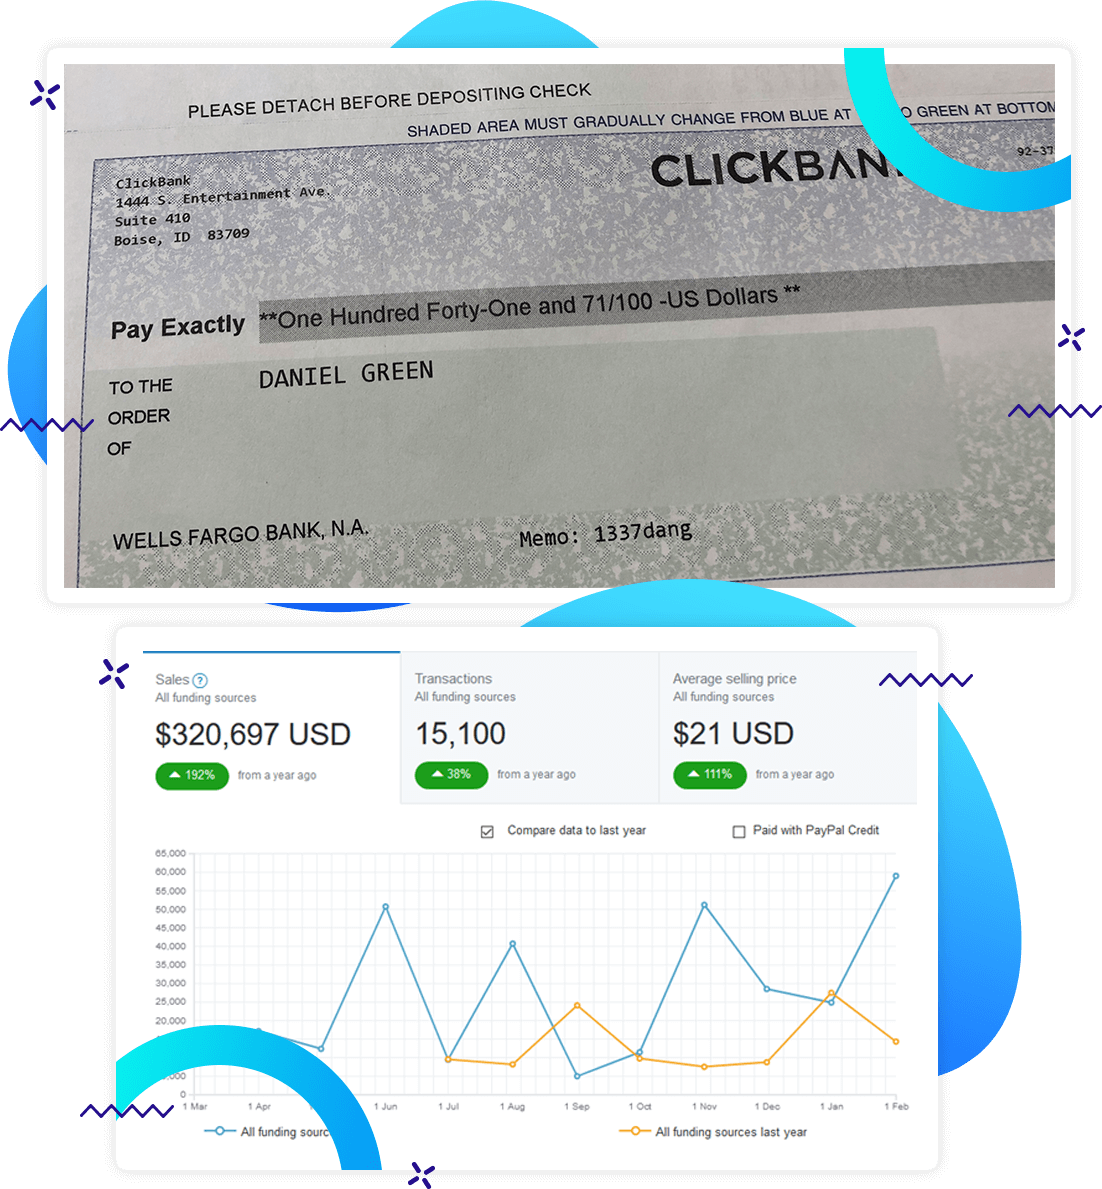 PLEASE DETACH BEFORE DEPOSITING CHECK
SHADED AREA MUST GRADUALLY CHANGE FROM BLUE AT GREEN AT BOTTOM
ClickBank
1444 S. Entertainment Ave.
Suite 410
Boise, ID 83709
CLICKBAN
Pay Exactly **One Hundred Forty-One and 71/100 -US Dollars **
TO THE
ORDER
OF
DANIEL GREEN
WELLS FARGO BANK, N.A.
Memo: 1337dang
Sales ?
All funding sources
$320,697 USD
192% from a year ago
Transactions
All funding sources
15,100
38% from a year ago
Average selling price
All funding sources
$21 USD
111% from a year ago
Compare data to last year
Paid with PayPal Credit
65,000
60,000
55,000
50,000
45,000
40,000
35,000
30,000
25,000
20,000
0
1 Mar 1 Apr 1 Jun 1 Jul 1 Aug 1 Sep 1 Oct 1 Nov 1 Dec 1 Jan 1 Feb
All funding
All funding sources last year